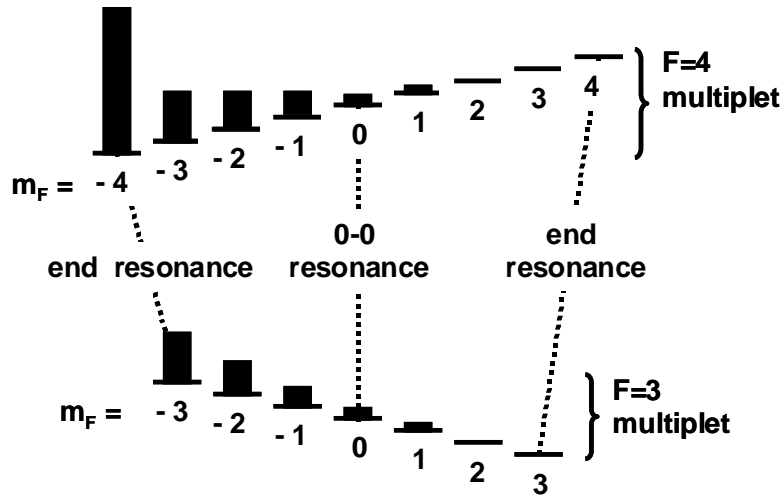 F=4
multiplet
m_F = - 4 - 3 - 2 - 1 0 1 2 3 4
end resonance
0-0
resonance
end
resonance
F=3
multiplet
m_F = - 3 - 2 - 1 0 1 2 3